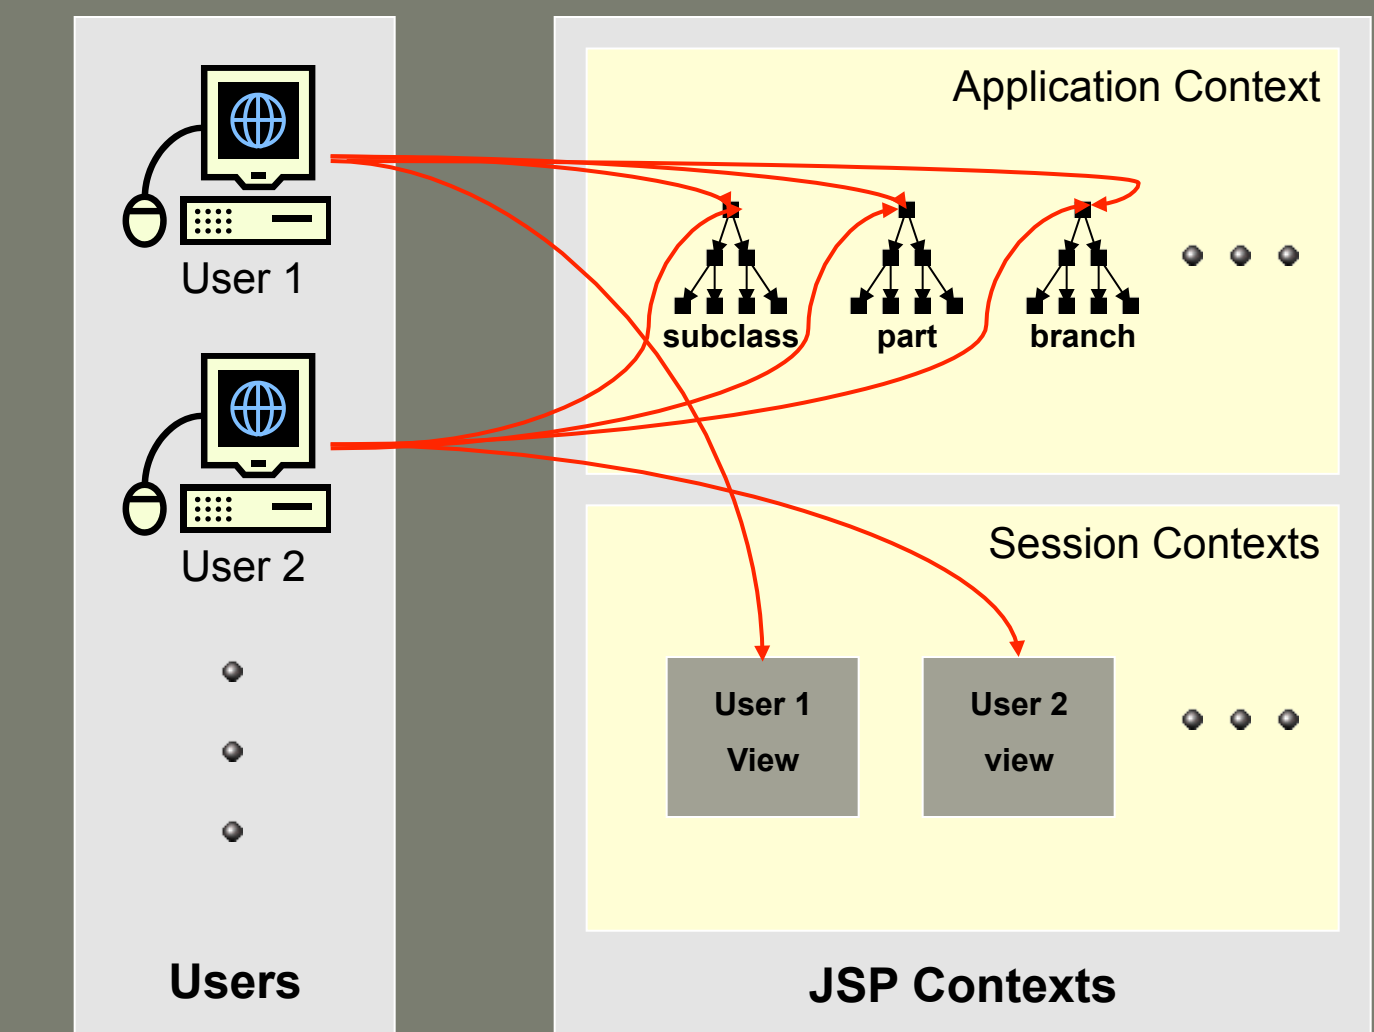 Application Context
User 1
subclass
part
branch
User 2
Session Contexts
User 1
View
User 2
view
Users
JSP Contexts